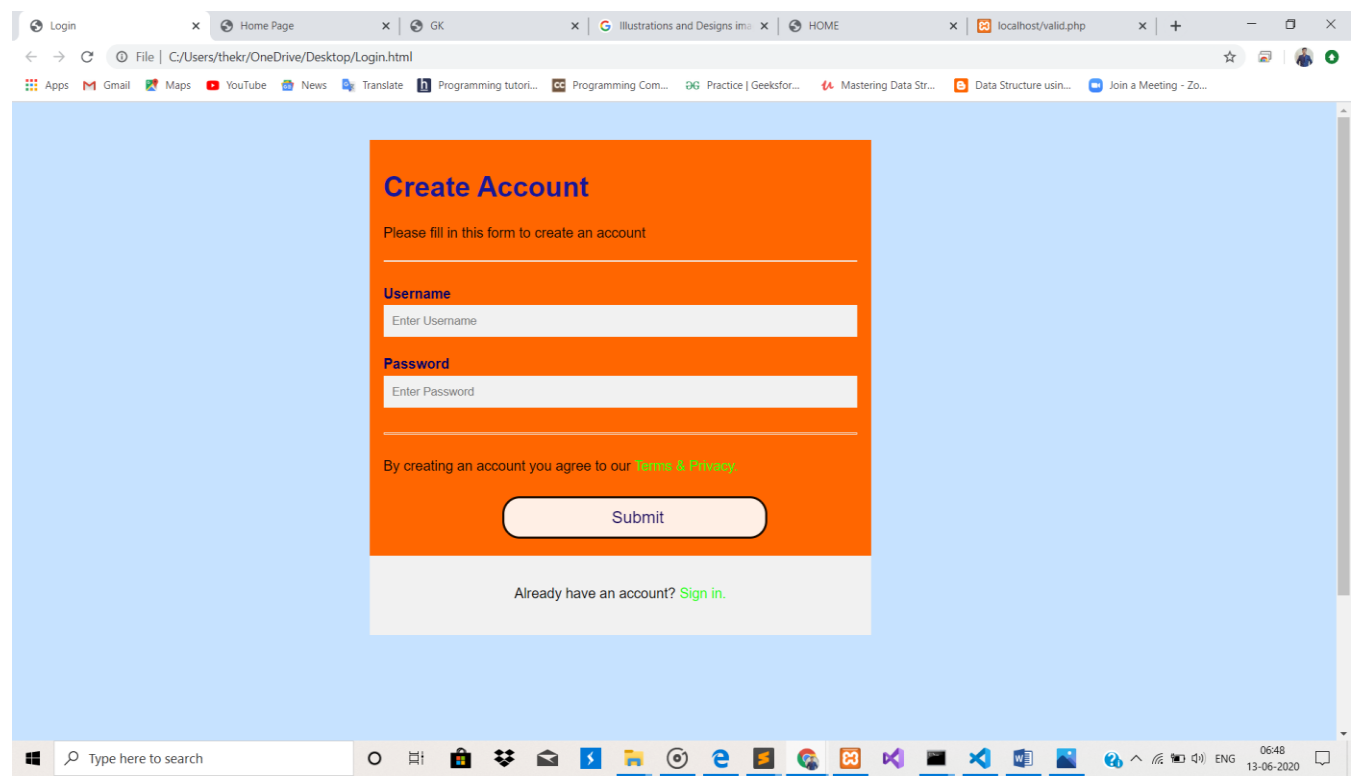 Login
Home Page
GK
Illustrations and Designs ima
HOME
localhost/valid.php
File | C:/Users/thekr/OneDrive/Desktop/Login.html
Apps Gmail Maps YouTube News Translate Programming tutori... Programming Com... Practice | Geeksfor... Mastering Data Str... Data Structure usin... Join a Meeting - Zo...
Create Account
Please fill in this form to create an account
Username
Enter Username
Password
Enter Password
By creating an account you agree to our Terms & Privacy.
Submit
Already have an account? Sign in.
Type here to search
ENG
06:48
13-06-2020